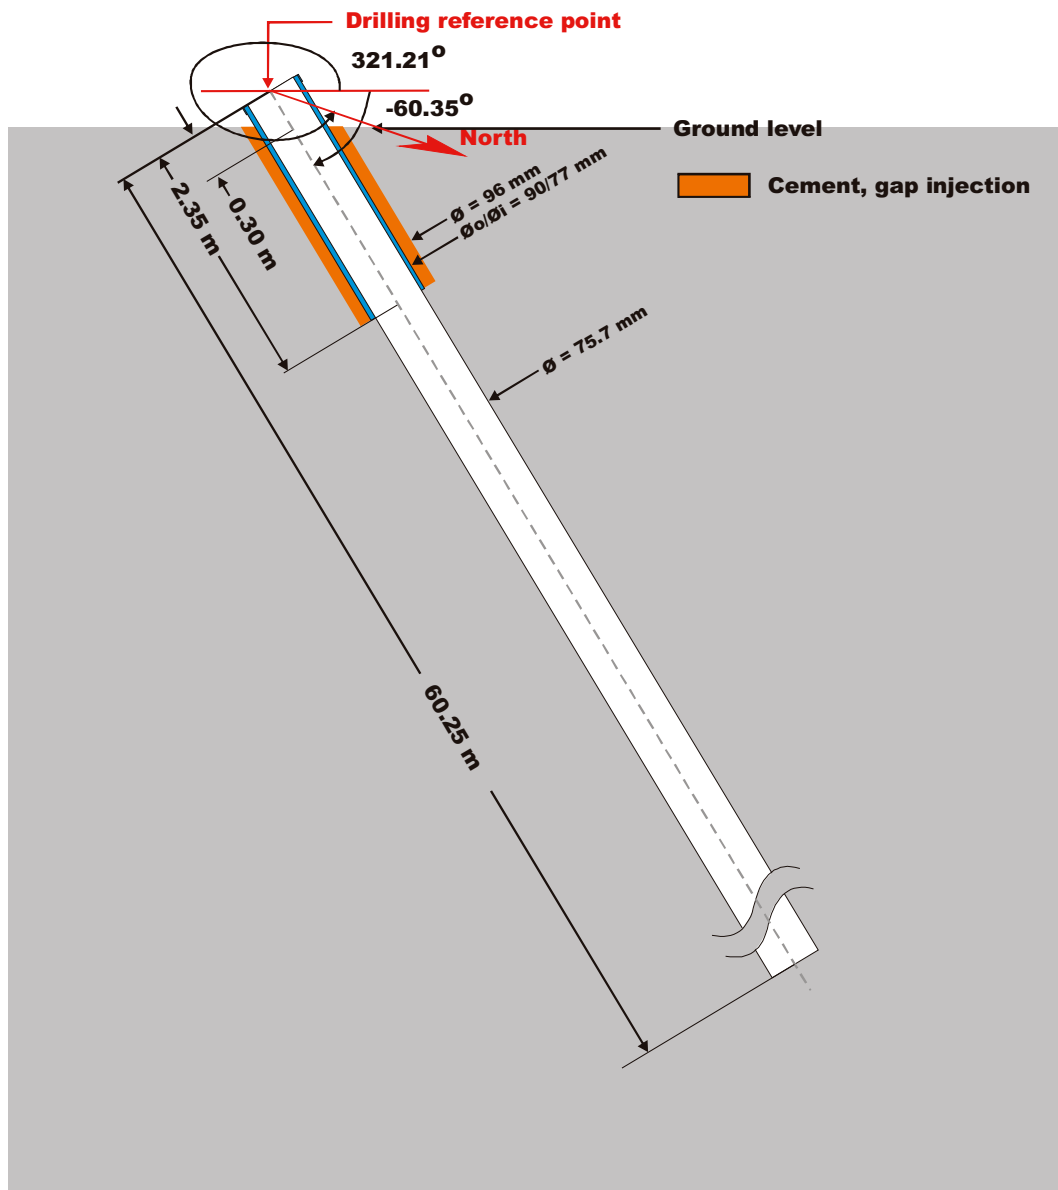 Drilling reference point
321.21°
-60.35°
North
Ground level
Cement, gap injection
Ø = 96 mm
Øo/Øi = 90/77 mm
0.30 m
2.35 m
Ø = 75.7 mm
60.25 m